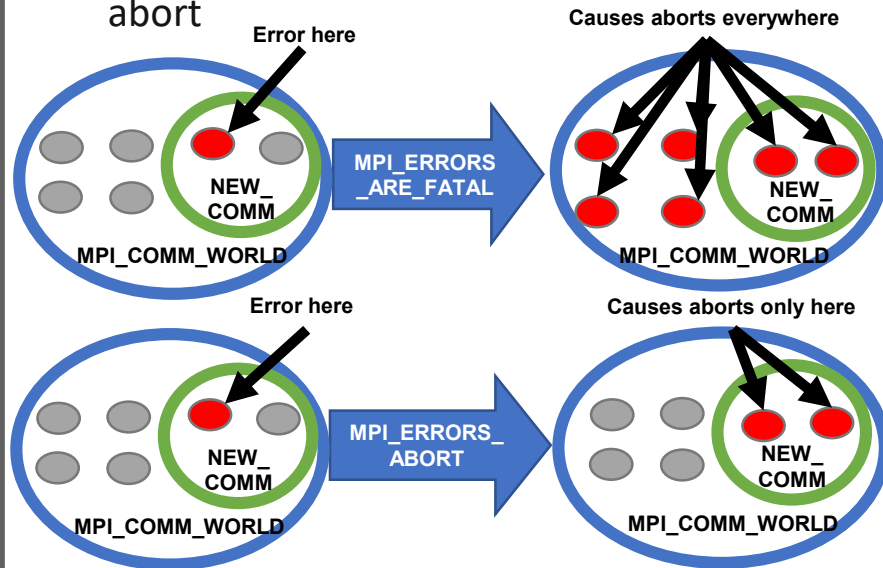 abort
Error here
Causes aborts everywhere
NEW_
COMM
MPI_COMM_WORLD
MPI_ERRORS
_ARE_FATAL
NEW_
COMM
MPI_COMM_WORLD
Error here
Causes aborts only here
NEW_
COMM
MPI_COMM_WORLD
MPI_ERRORS_
ABORT
NEW_
COMM
MPI_COMM_WORLD